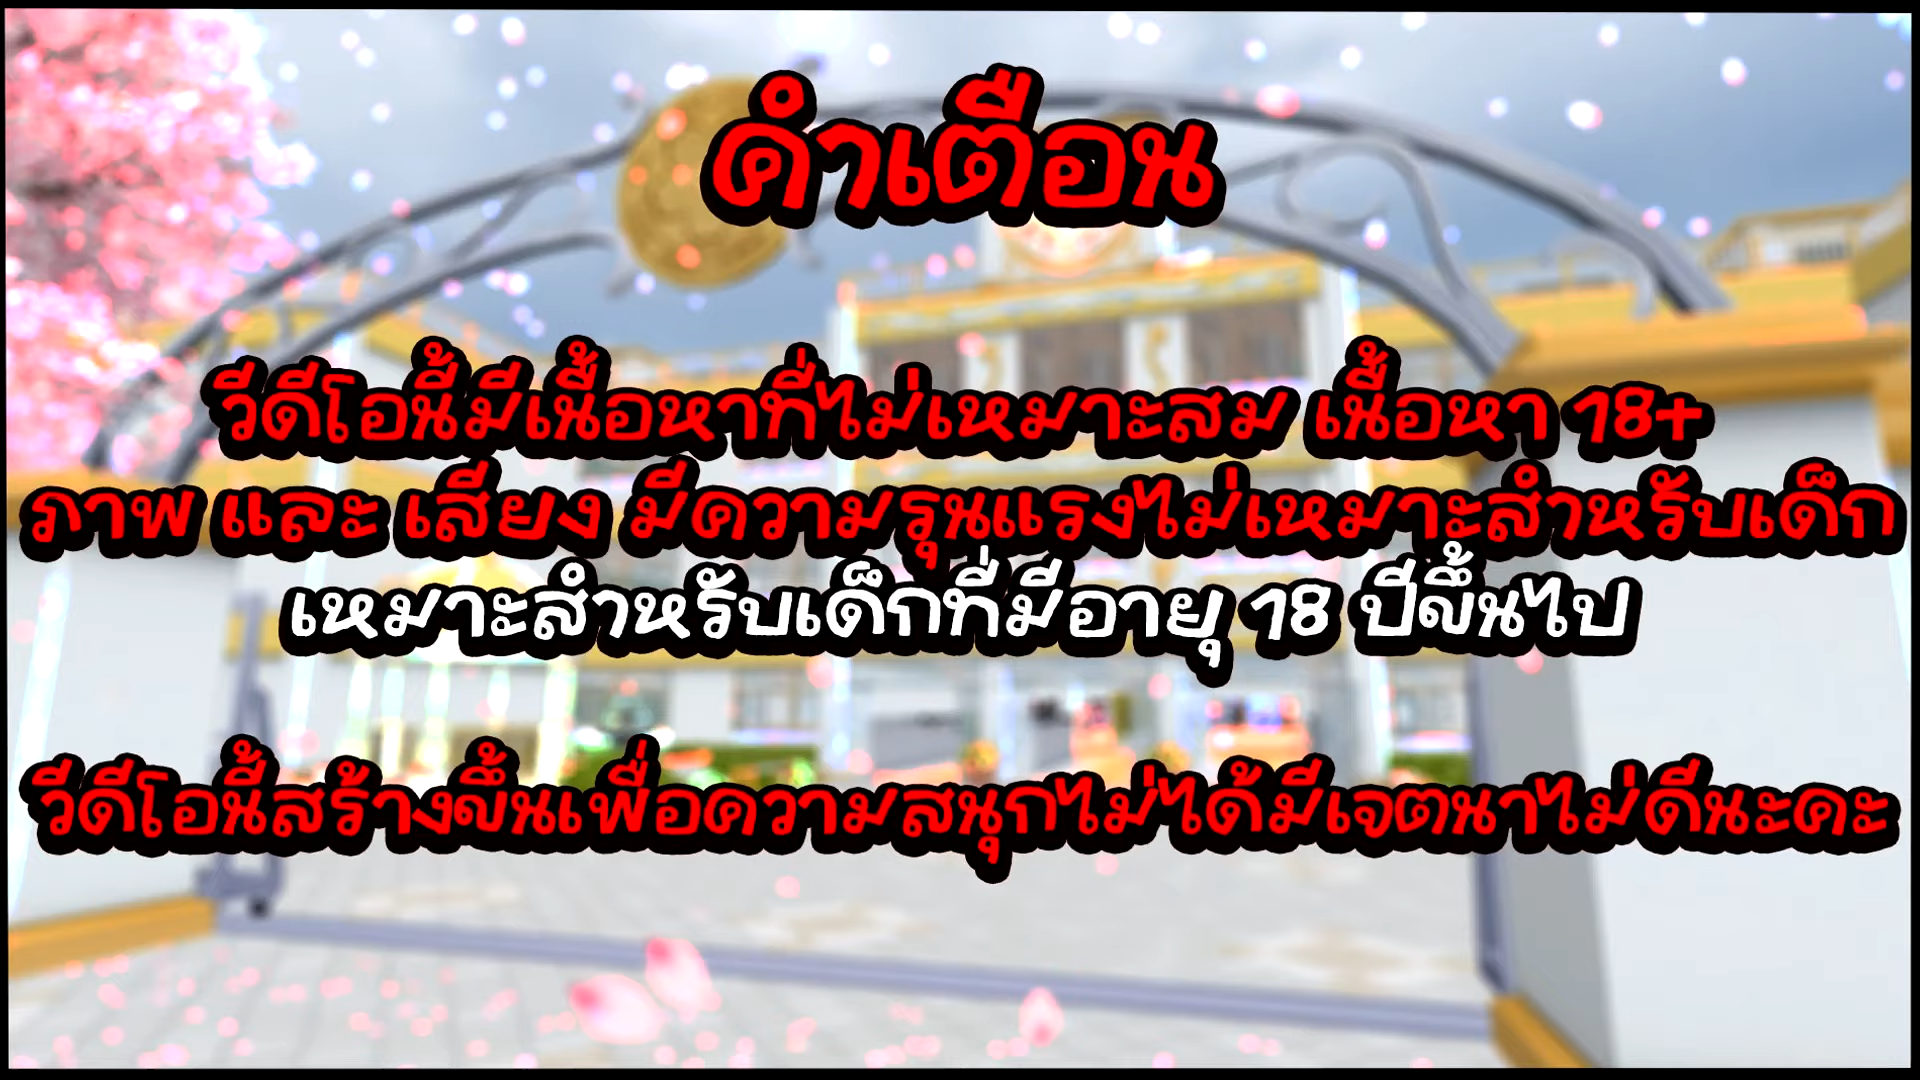 คำเตือน
วีดีโอนี้มีเนื้อหาที่ไม่เหมาะสม เนื้อหา 18+
ภาพ และ เสียง มีความรุนแรงไม่เหมาะสำหรับเด็ก
เหมาะสำหรับเด็กที่มีอายุ 18 ปีขึ้นไป
วีดีโอนี้สร้างขึ้นเพื่อความสนุกไม่ได้มีเจตนาไม่ดีนะคะ